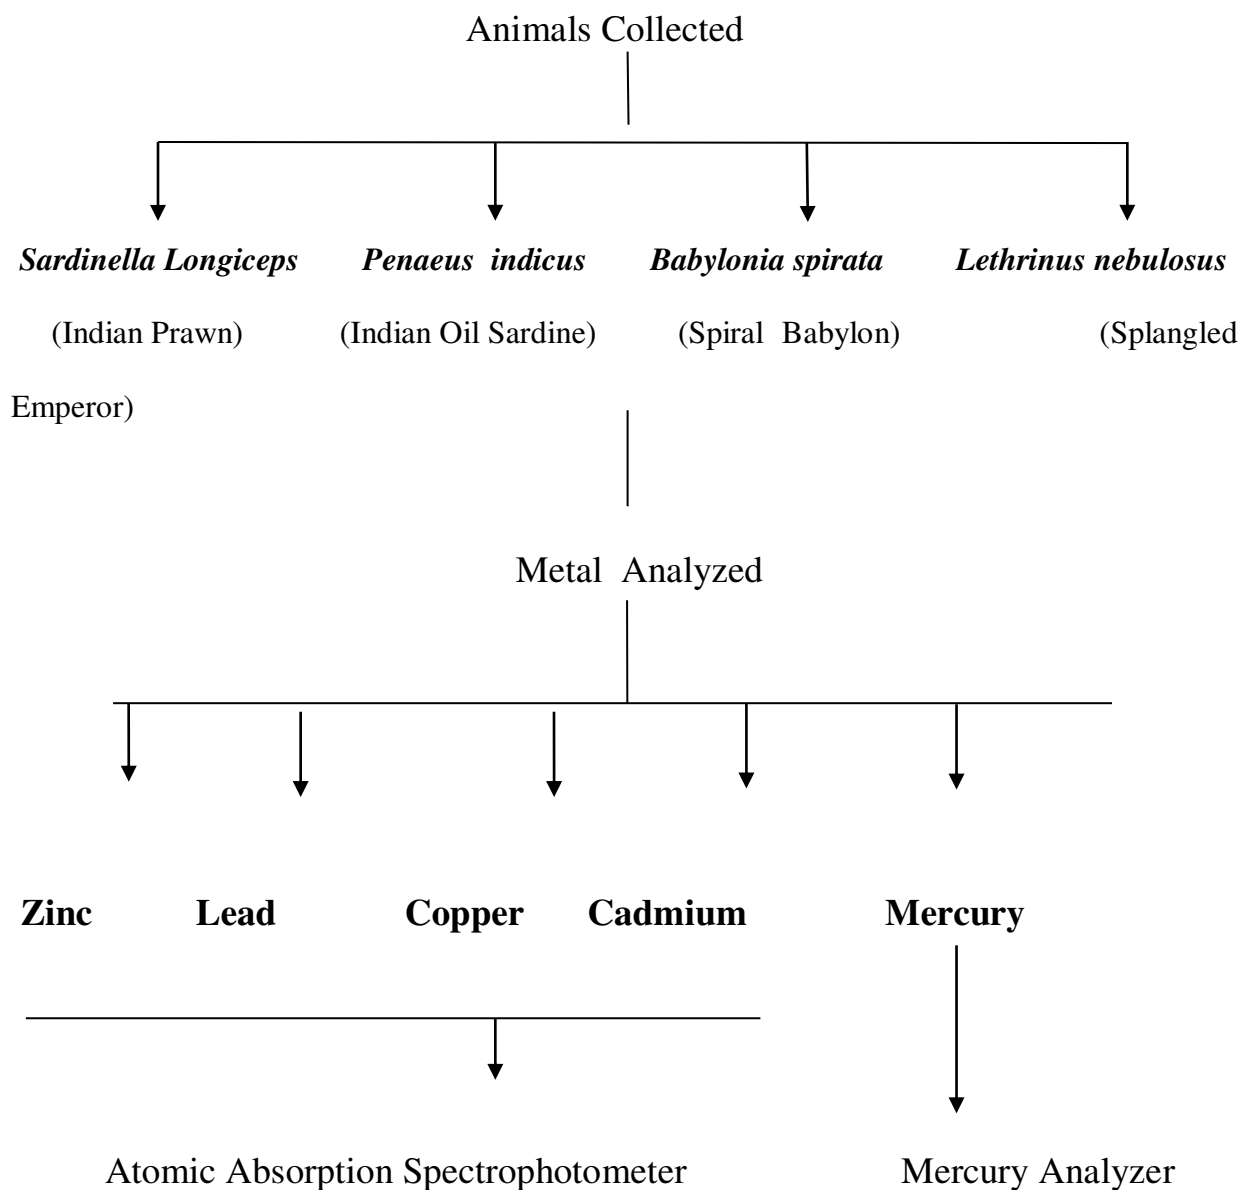 Animals Collected
Sardinella Longiceps Penaeus indicus Babylonia spirata Lethrinus nebulosus
(Indian Prawn) (Indian Oil Sardine) (Spiral Babylon) (Splangled
Emperor)
Metal Analyzed
Zinc Lead Copper Cadmium Mercury
Atomic Absorption Spectrophotometer Mercury Analyzer